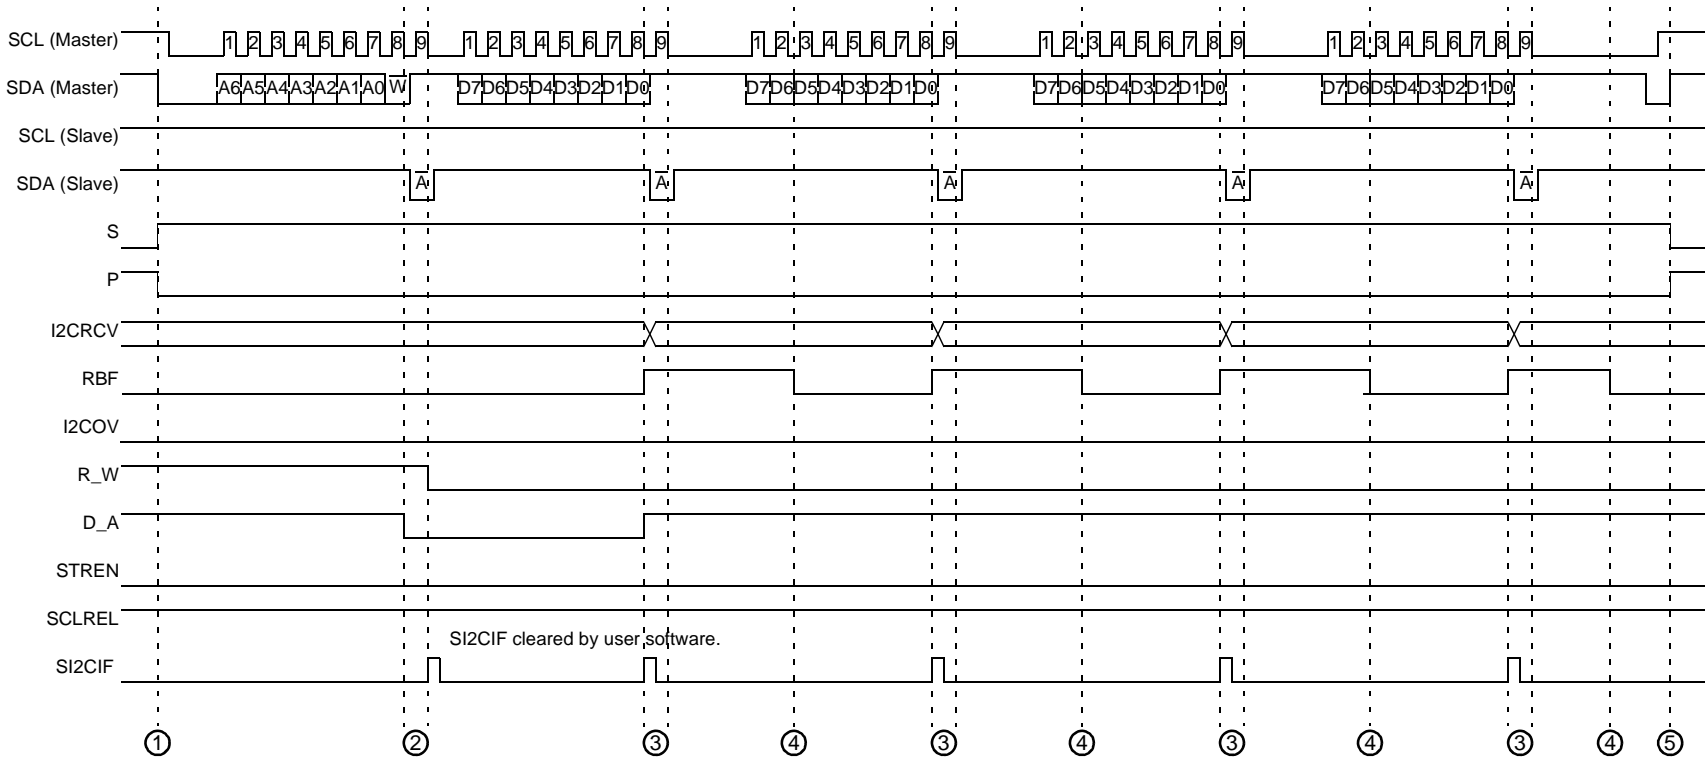 SCL (Master) 1 2 3 4 5 6 7 8 9 1 2 3 4 5 6 7 8 9 1 2 3 4 5 6 7 8 9 1 2 3 4 5 6 7 8 9 1 2 3 4 5 6 7 8 9
SDA (Master) A6 A5 A4 A3 A2 A1 A0 W̅ D7 D6 D5 D4 D3 D2 D1 D0 D7 D6 D5 D4 D3 D2 D1 D0 D7 D6 D5 D4 D3 D2 D1 D0 D7 D6 D5 D4 D3 D2 D1 D0
SCL (Slave)
SDA (Slave) A̅ A̅ A̅ A̅ A̅
S
P
I2CRCV
RBF
I2COV
R_W
D_A
STREN
SCLREL
SI2CIF cleared by user software.
SI2CIF
① ② ③ ④ ③ ④ ③ ④ ③ ④ ⑤